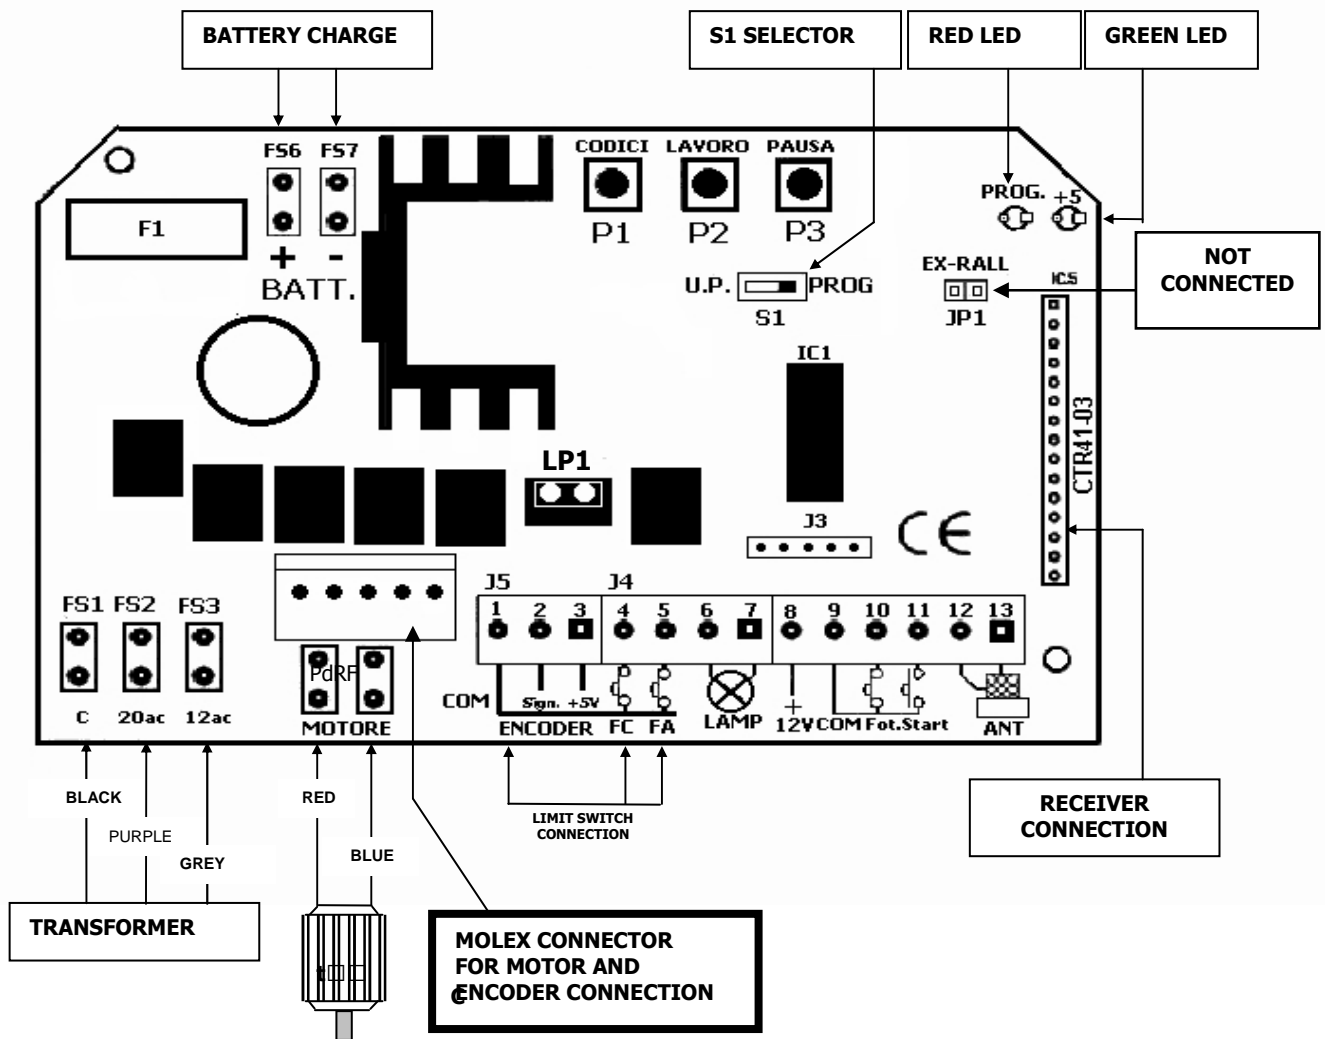 BATTERY CHARGE
S1 SELECTOR
RED LED
GREEN LED
FS6 FS7
CODICI LAVORO PAUSA
PROG. +5
F1
P1 P2 P3
+ -
BATT.
U.P. PROG
S1
EX-RALL
JP1
NOT
CONNECTED
IC5
IC1
CTR41-03
LP1
J3
CE
J5 J4
1 2 3 4 5 6 7 8 9 10 11 12 13
FS1 FS2 FS3
PdRF
C 20ac 12ac
MOTORE
COM Sign. +5V
ENCODER FC FA LAMP
+
12V COM Fot. Start ANT
BLACK
PURPLE
GREY
RED
BLUE
LIMIT SWITCH
CONNECTION
RECEIVER
CONNECTION
TRANSFORMER
MOLEX CONNECTOR
FOR MOTOR AND
ENCODER CONNECTION